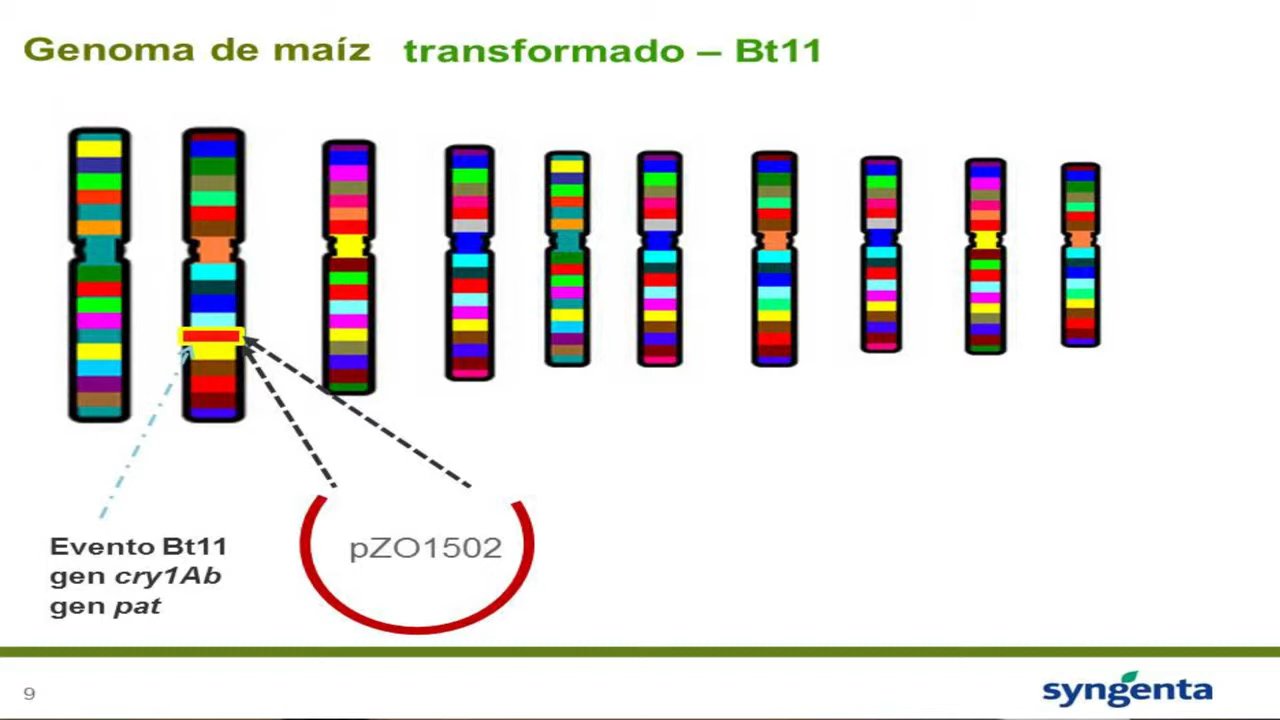 Genoma de maíz transformado – Bt11
Evento Bt11
gen cry1Ab
gen pat
pZO1502
9
syngenta